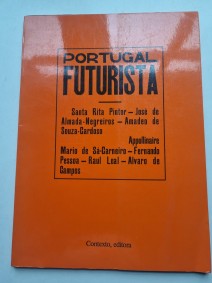 PORTUGAL
FUTURISTA
Santa Rita Pintor — José de
Almada-Negreiros — Amadeo de
Souza-Cardoso
Appollinaire
Mario de Sa-Carneiro — Fernando
Pessoa — Raul Leal — Alvaro de
Campos
Contexto, editora